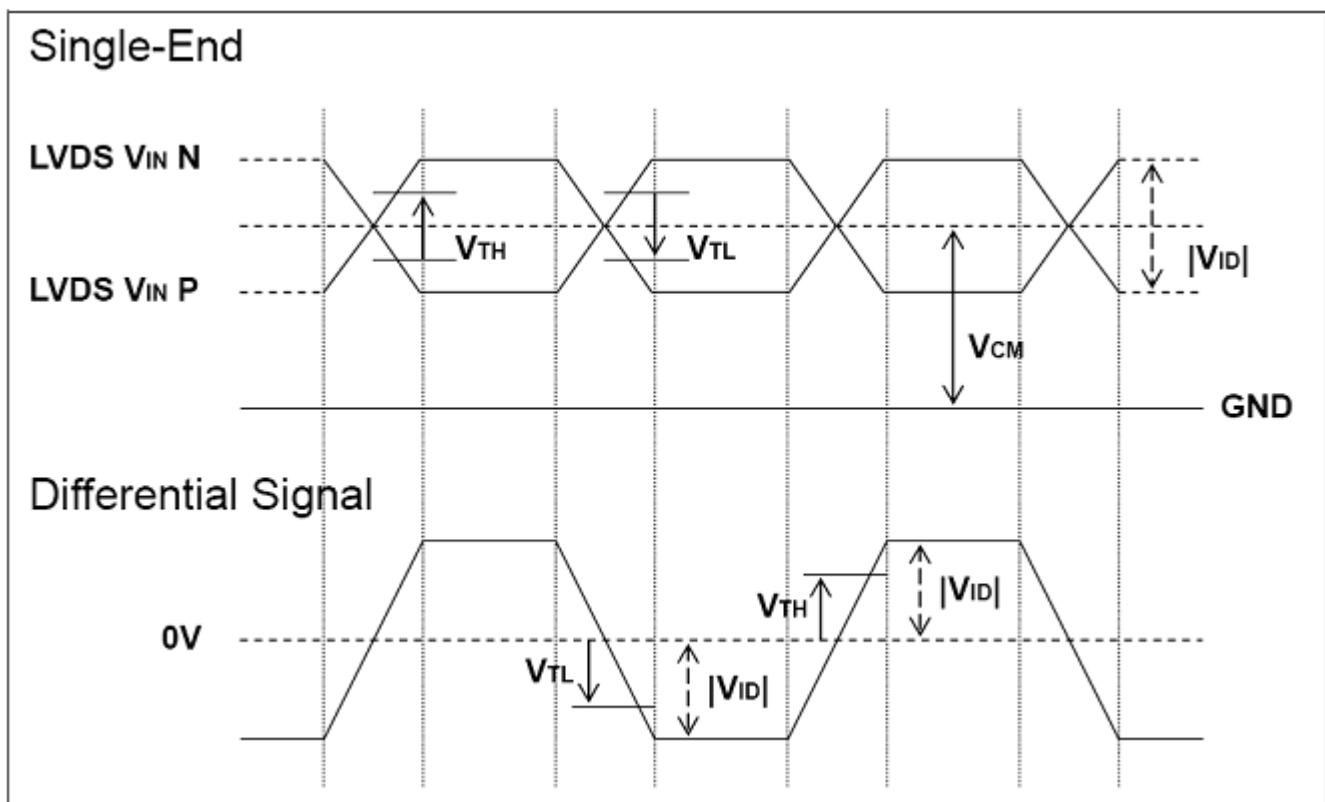 Single-End
LVDS VIN N
VTH
VTL
|VID|
LVDS VIN P
VCM
GND
Differential Signal
VTH
|VID|
0V
VTL
|VID|